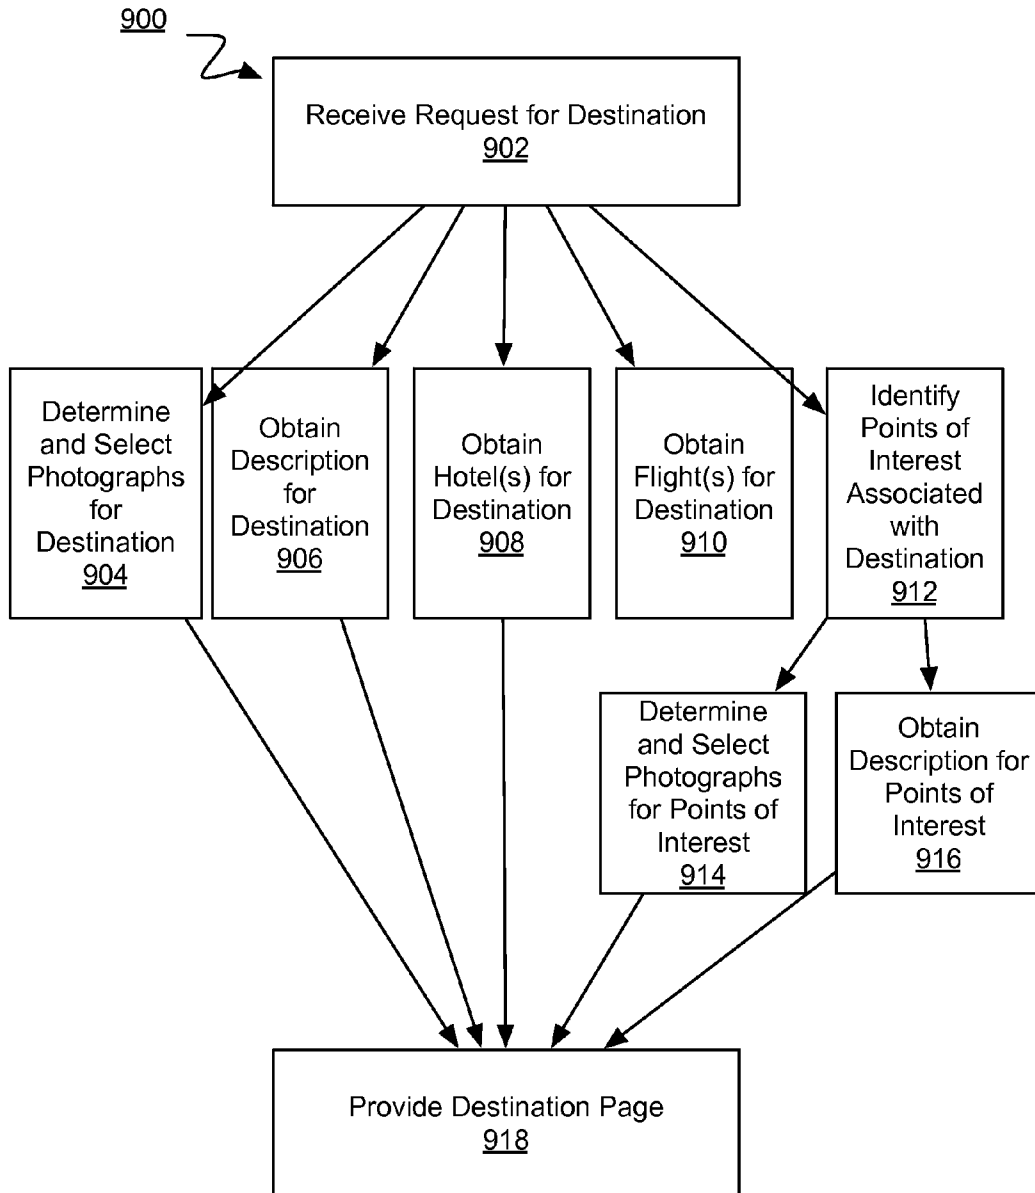 900
Receive Request for Destination
902
Determine
and Select
Photographs
for
Destination
904
Obtain
Description
for
Destination
906
Obtain
Hotel(s) for
Destination
908
Obtain
Flight(s) for
Destination
910
Identify
Points of
Interest
Associated
with
Destination
912
Determine
and Select
Photographs
for Points of
Interest
914
Obtain
Description for
Points of
Interest
916
Provide Destination Page
918